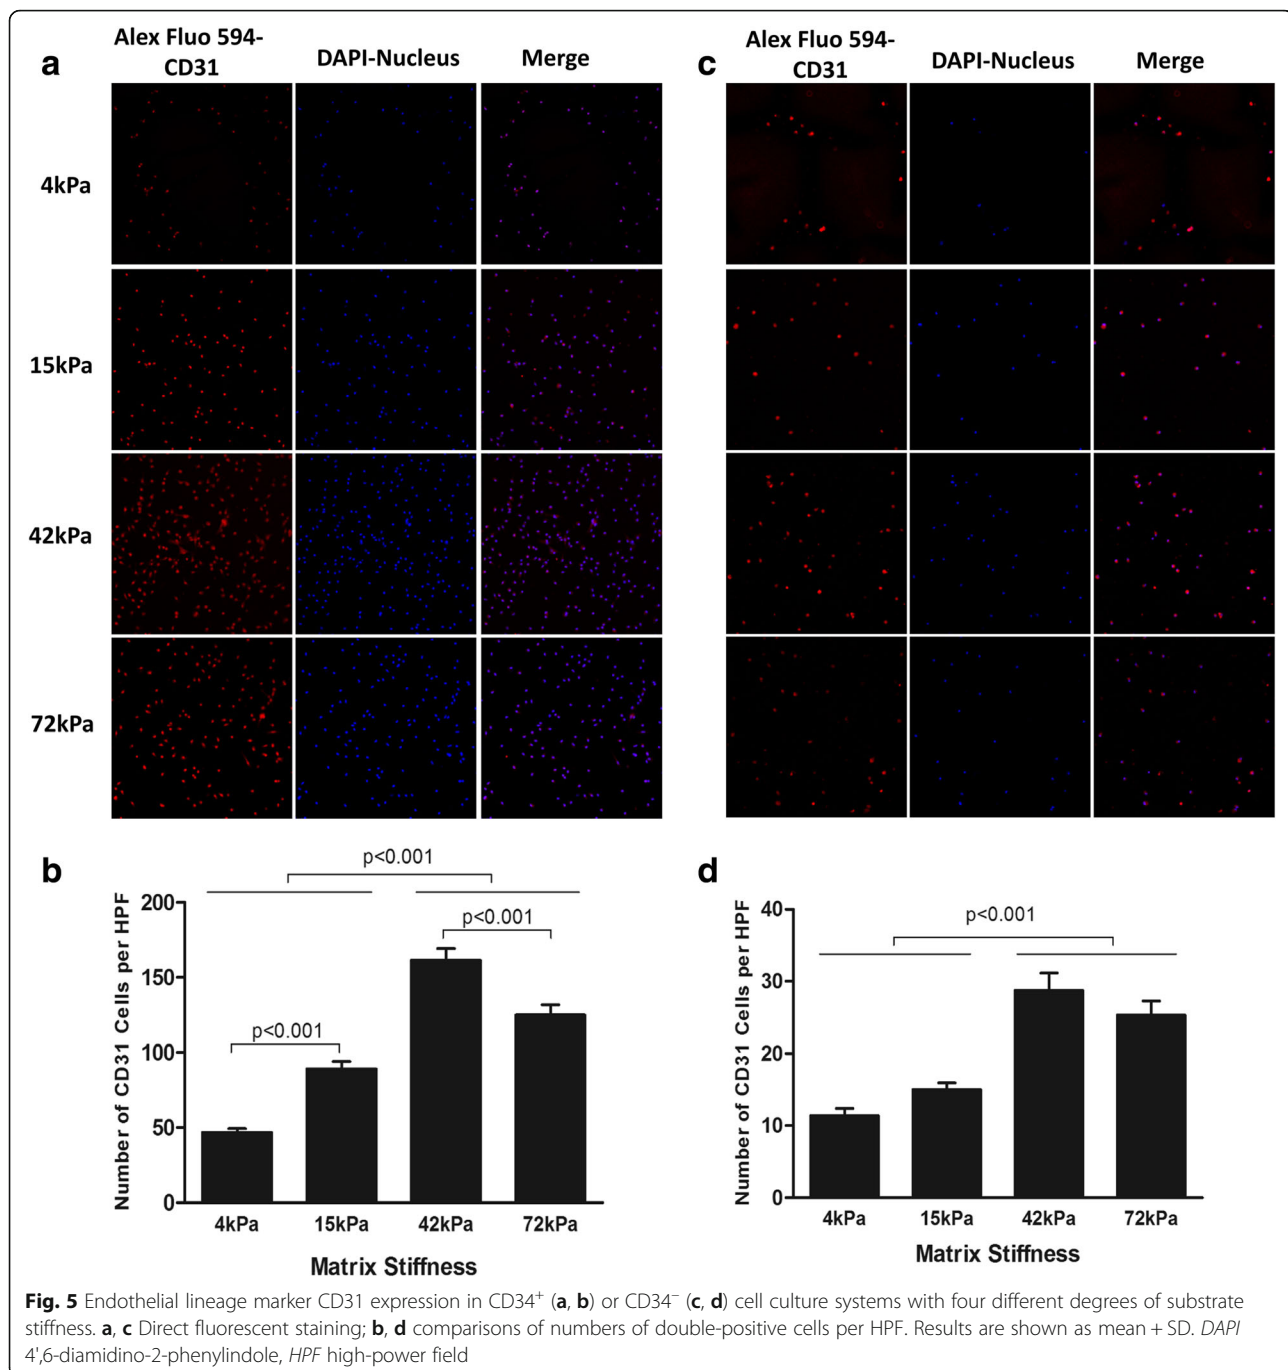 a
Alex Fluo 594-
CD31
DAPI-Nucleus
Merge
4kPa
15kPa
42kPa
72kPa
c
Alex Fluo 594-
CD31
DAPI-Nucleus
Merge
b
Number of CD31 Cells per HPF
200
150
100
50
0
p<0.001
p<0.001
p<0.001
4kPa 15kPa 42kPa 72kPa
Matrix Stiffness
d
Number of CD31 Cells per HPF
40
30
20
10
0
p<0.001
4kPa 15kPa 42kPa 72kPa
Matrix Stiffness
Fig. 5 Endothelial lineage marker CD31 expression in CD34⁺ (a, b) or CD34⁻ (c, d) cell culture systems with four different degrees of substrate
stiffness. a, c Direct fluorescent staining; b, d comparisons of numbers of double-positive cells per HPF. Results are shown as mean + SD. DAPI
4',6-diamidino-2-phenylindole, HPF high-power field